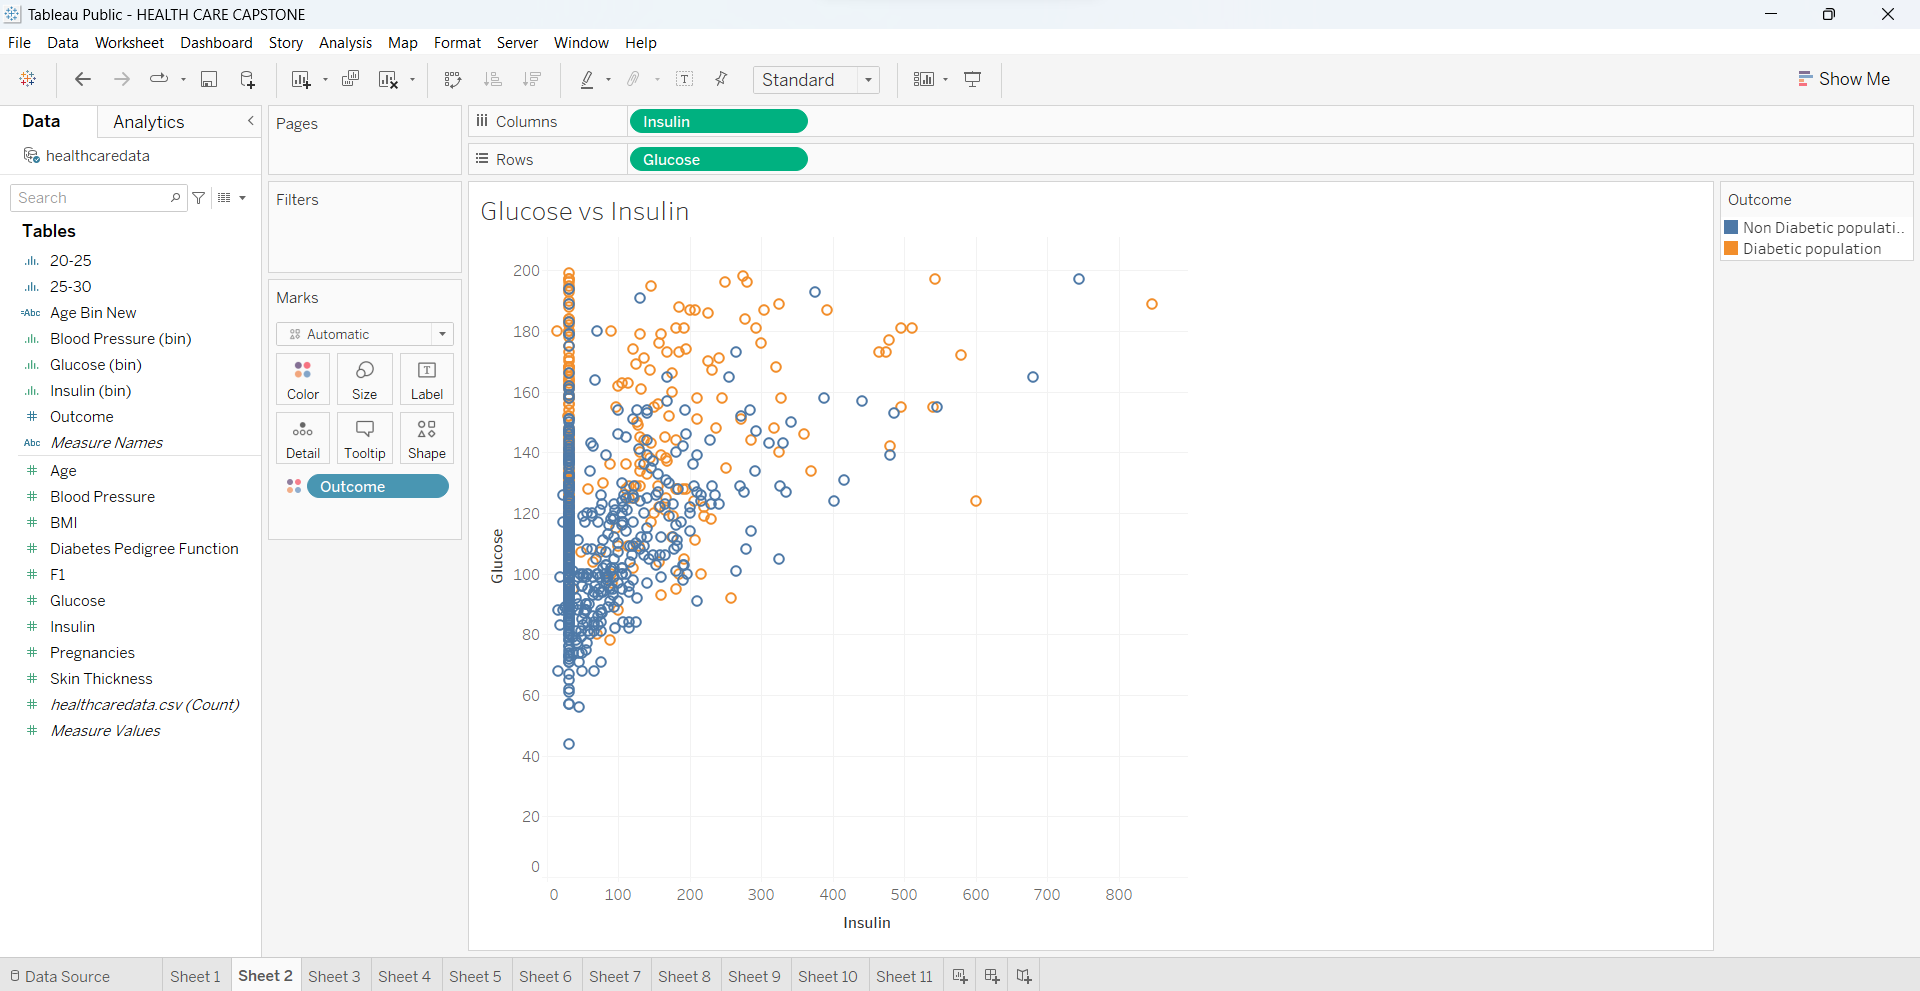 Tableau Public - HEALTH CARE CAPSTONE
File Data Worksheet Dashboard Story Analysis Map Format Server Window Help
Standard
Show Me
Data Analytics
healthcaredata
Search
Tables
20-25
25-30
=Abc Age Bin New
Blood Pressure (bin)
Glucose (bin)
Insulin (bin)
# Outcome
Abc Measure Names
# Age
# Blood Pressure
# BMI
# Diabetes Pedigree Function
# F1
# Glucose
# Insulin
# Pregnancies
# Skin Thickness
# healthcaredata.csv (Count)
# Measure Values
Pages
Filters
Marks
Automatic
Color Size Label
Detail Tooltip Shape
Outcome
Columns Insulin
Rows Glucose
Glucose vs Insulin
200
180
160
140
120
100
80
60
40
20
0
Glucose
0 100 200 300 400 500 600 700 800
Insulin
Outcome
Non Diabetic populati..
Diabetic population
Data Source Sheet 1 Sheet 2 Sheet 3 Sheet 4 Sheet 5 Sheet 6 Sheet 7 Sheet 8 Sheet 9 Sheet 10 Sheet 11